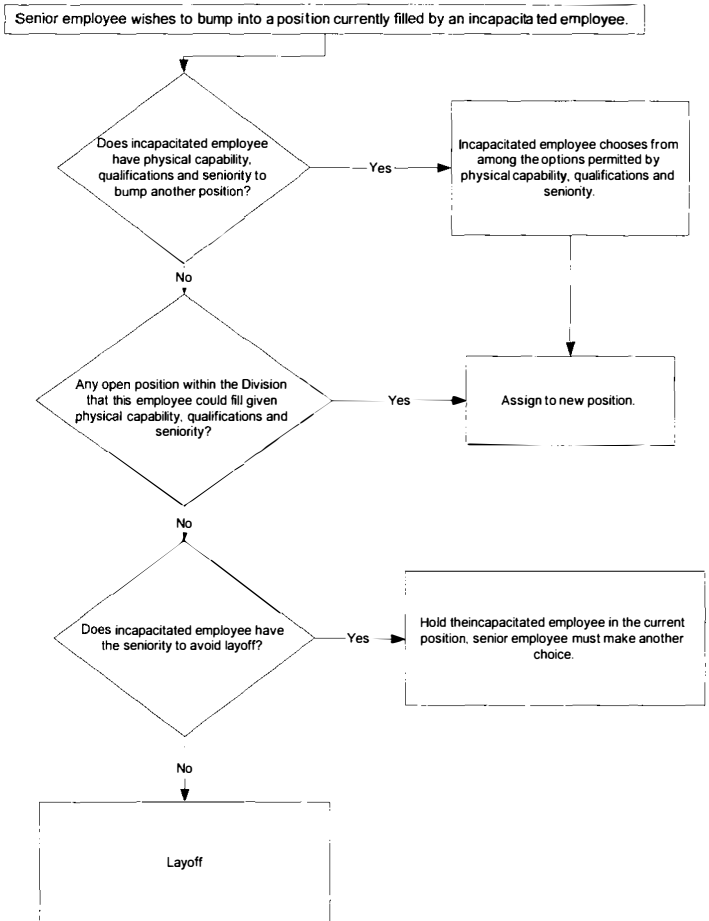 Senior employee wishes to bump into a position currently filled by an incapacitated employee.
Does incapacitated employee
have physical capability,
qualifications and seniority to
bump another position?
Yes
Incapacitated employee chooses from
among the options permitted by
physical capability, qualifications and
seniority.
No
Any open position within the Division
that this employee could fill given
physical capability, qualifications and
seniority?
Yes
Assign to new position.
No
Does incapacitated employee have
the seniority to avoid layoff?
Yes
Hold theincapacitated employee in the current
position, senior employee must make another
choice.
No
Layoff